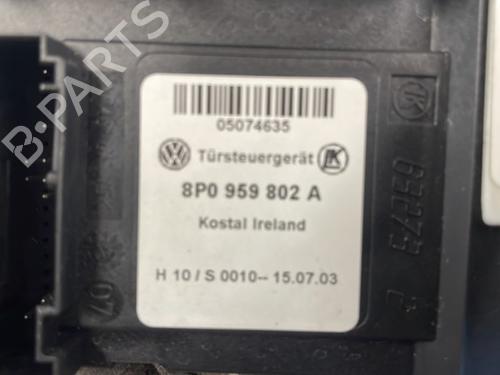 05074635
Türsteuergerät
8P0 959 802 A
Kostal Ireland
H 10 / S 0010-- 15.07.03
B-PARTS